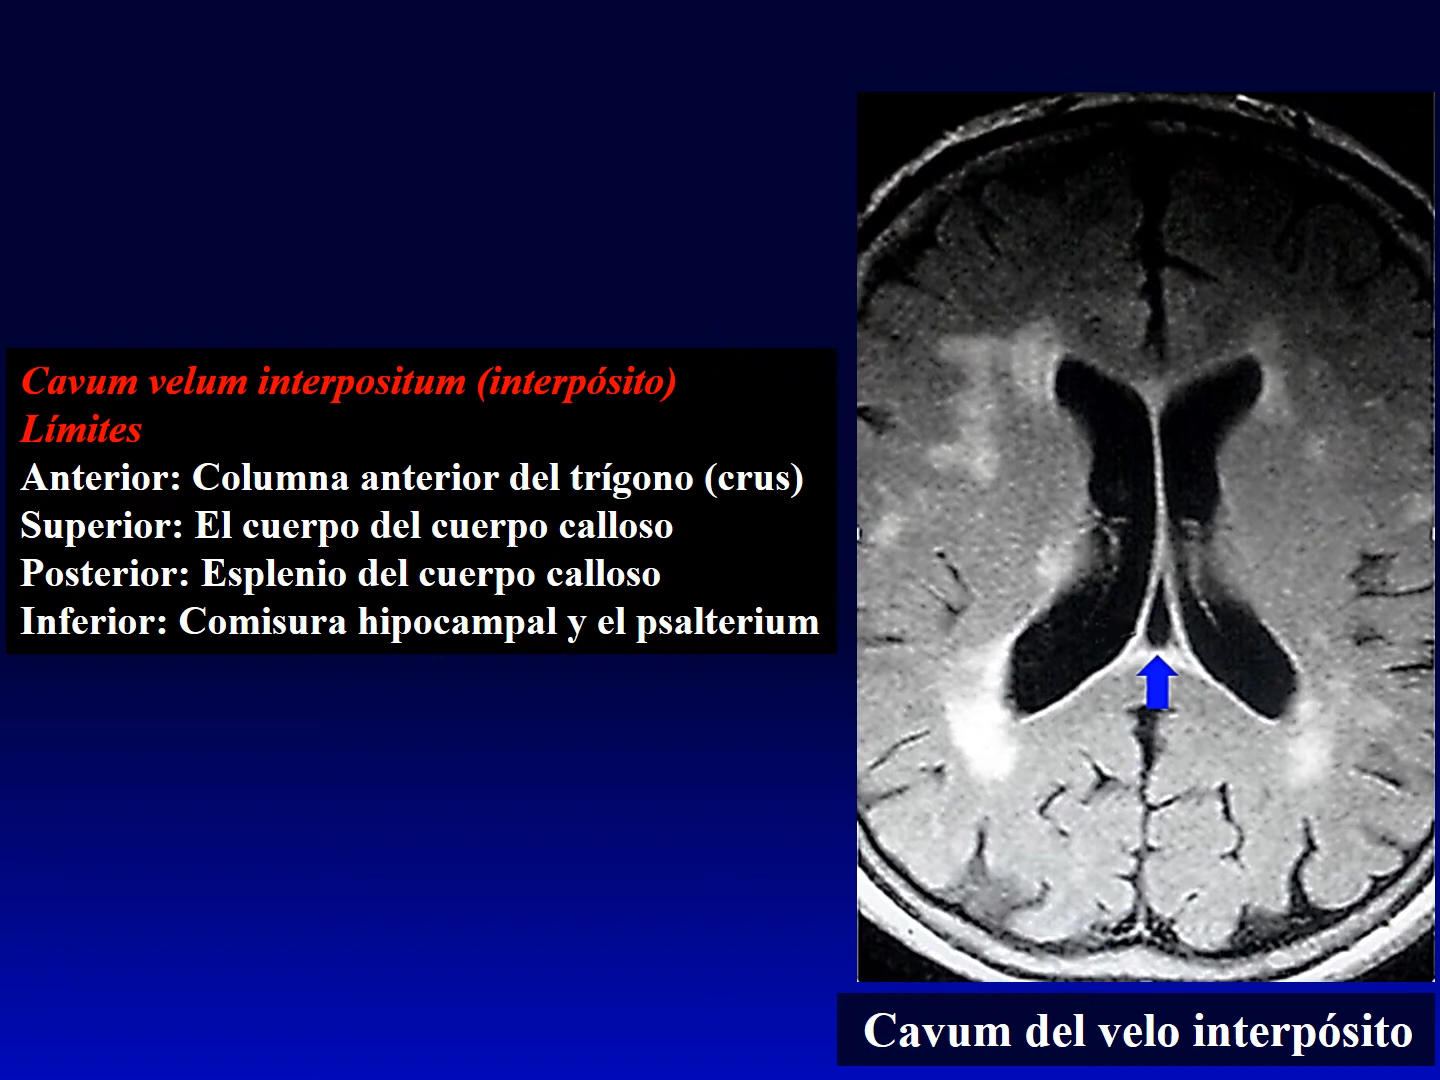 Cavum velum interpositum (interpósito)
Límites
Anterior: Columna anterior del trígono (crus)
Superior: El cuerpo del cuerpo calloso
Posterior: Esplenio del cuerpo calloso
Inferior: Comisura hipocampal y el psalterium
Cavum del velo interpósito